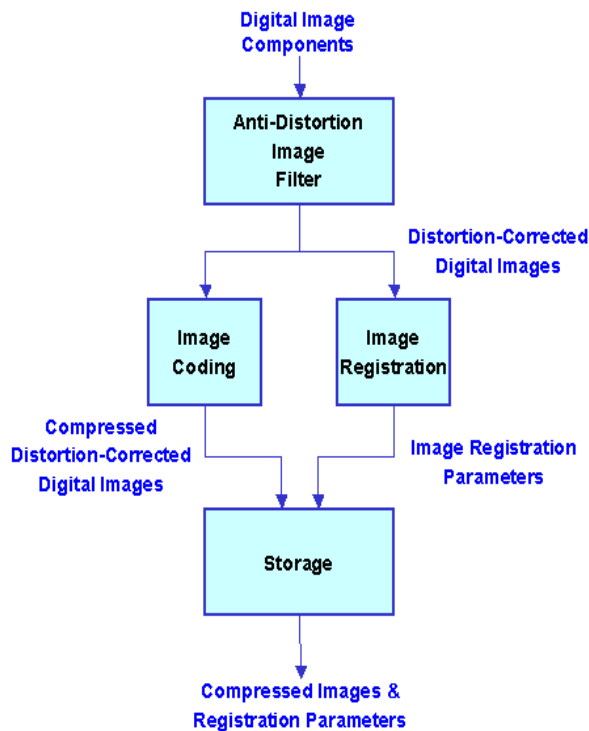 Digital Image
Components
Anti-Distortion
Image
Filter
Distortion-Corrected
Digital Images
Image
Coding
Image
Registration
Compressed
Distortion-Corrected
Digital Images
Image Registration
Parameters
Storage
Compressed Images &
Registration Parameters